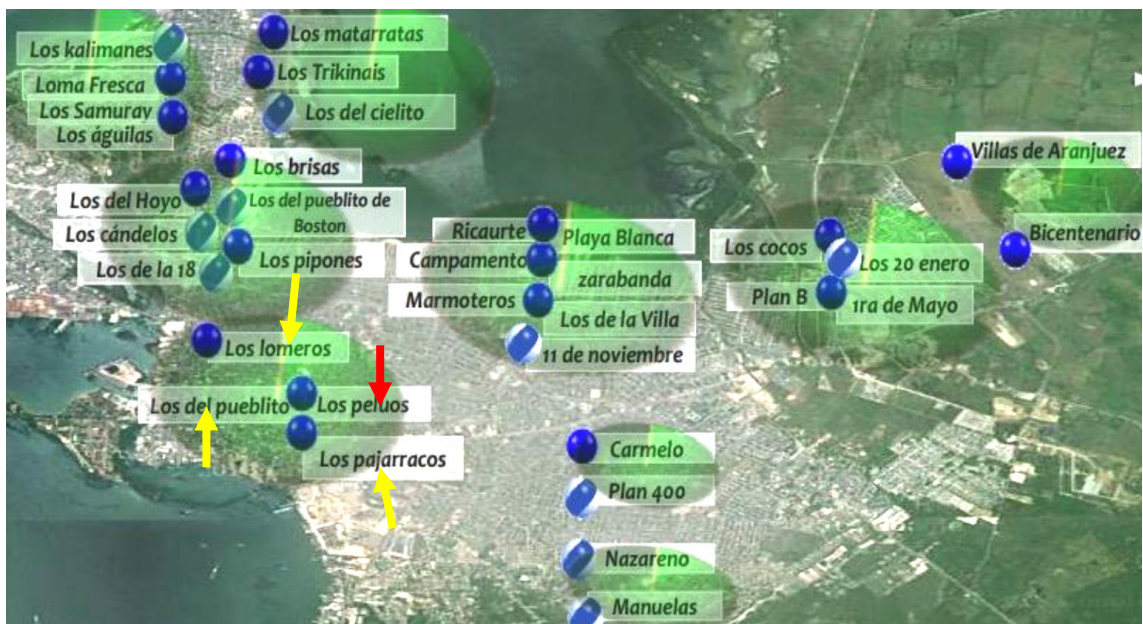 Los kalimanes
Los matarratas
Loma Fresca
Los Trikinais
Los Samuray
Los águilas
Los del cielito
Los brisas
Los del Hoyo
Los del pueblito de
Boston
Los cándelos
Los pipones
Los de la 18
Ricaurte
Playa Blanca
Campamento
zarabanda
Marmoteros
Los de la Villa
11 de noviembre
Villas de Aranjuez
Bicentenario
Los cocos
Los 20 enero
Plan B
1ra de Mayo
Los lomeros
Los del pueblito
Los peluos
Los pajarracos
Carmelo
Plan 400
Nazareno
Manuelas